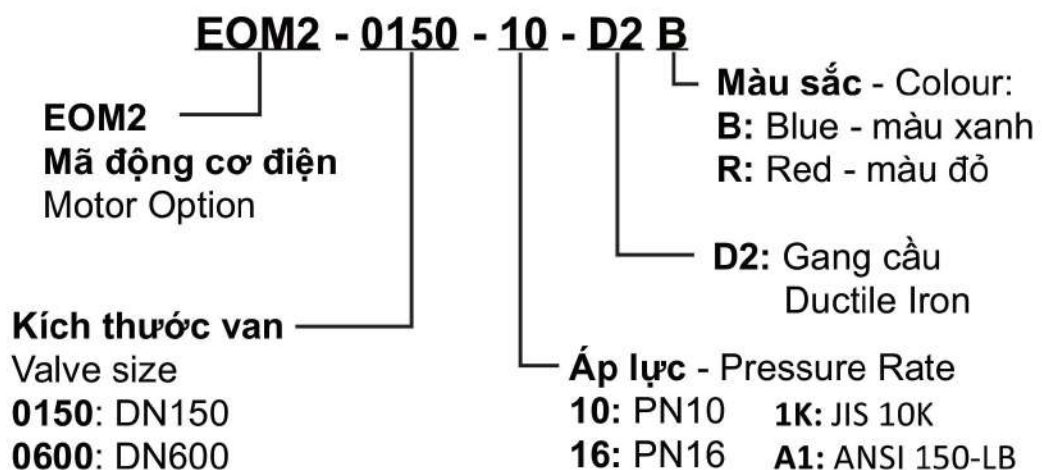 EOM2 - 0150 - 10 - D2 B
EOM2
Mã động cơ điện
Motor Option
Màu sắc - Colour:
B: Blue - màu xanh
R: Red - màu đỏ
D2: Gang cầu
Ductile Iron
Kích thước van
Valve size
0150: DN150
0600: DN600
Áp lực - Pressure Rate
10: PN10 1K: JIS 10K
16: PN16 A1: ANSI 150-LB